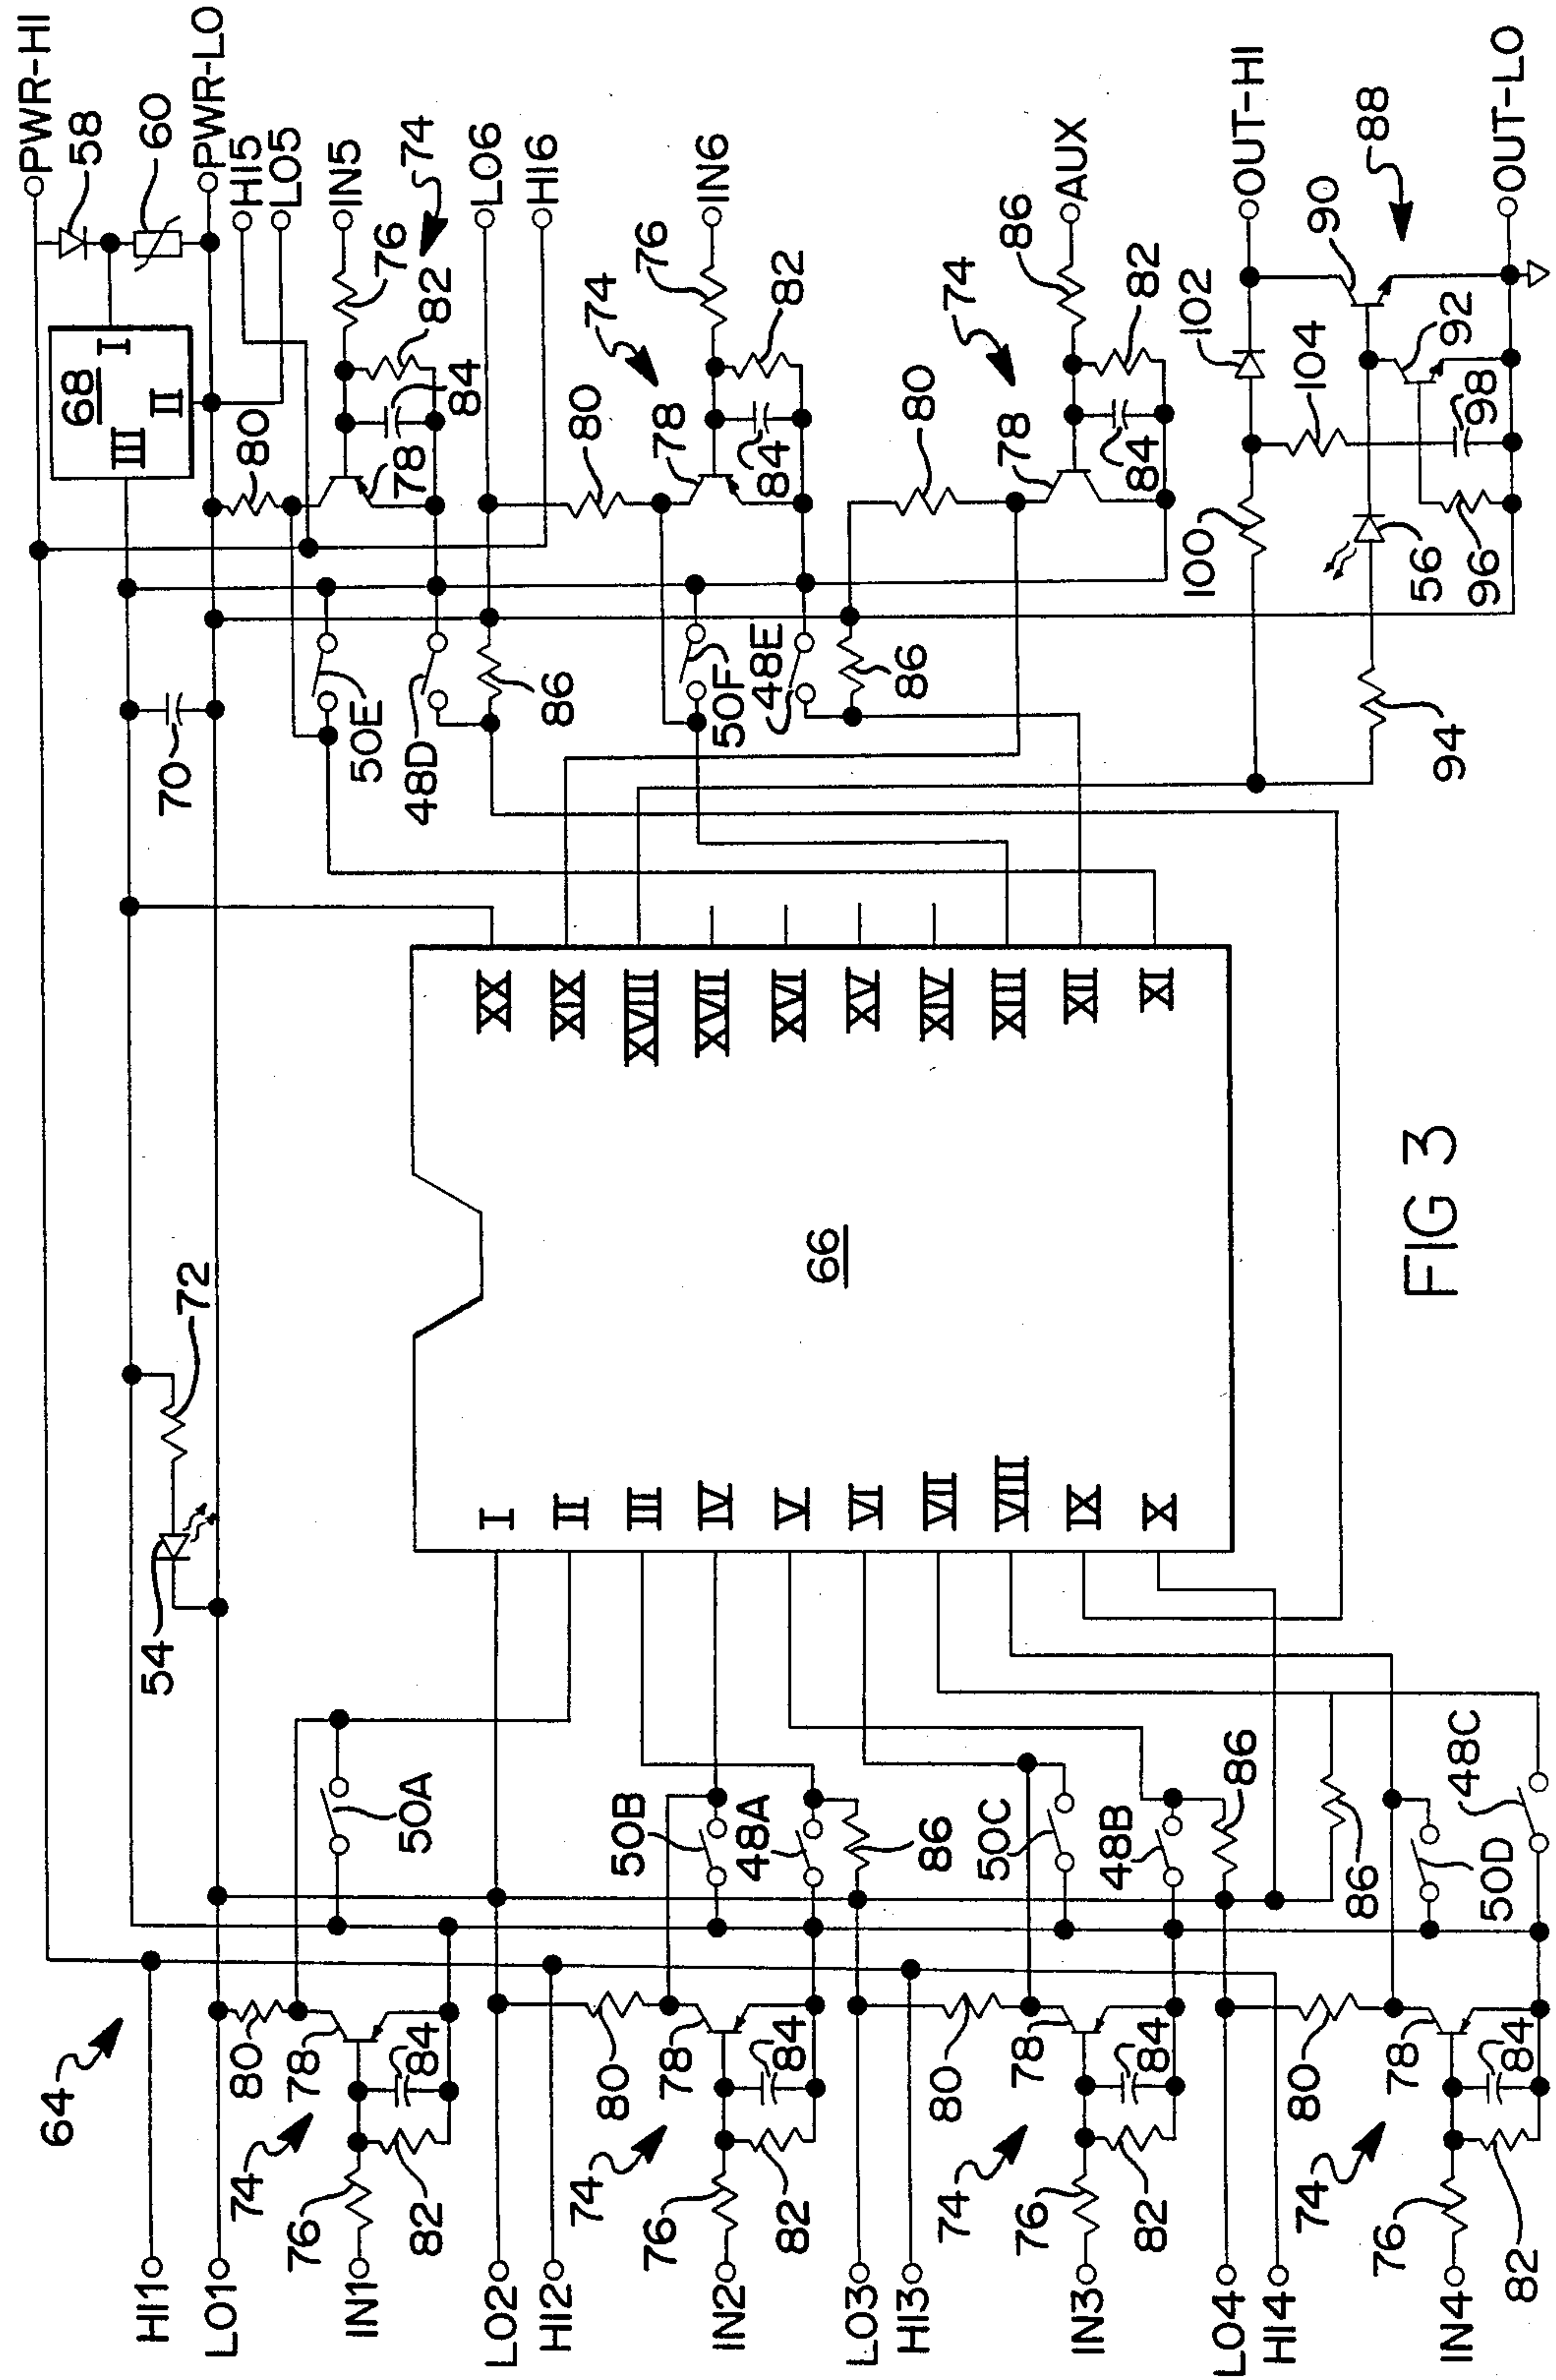 HI1
LO1
IN1
LO2
HI2
IN2
LO3
HI3
IN3
LO4
HI4
IN4
64
74
76
82
80
78
84
74
76
82
80
78
84
74
76
82
80
78
84
74
76
82
80
78
84
50A
50B
48A
86
50C
48B
86
86
50D
48C
54
72
66
I
II
III
IV
V
VI
VII
VIII
IX
X
XX
XIX
XVIII
XVII
XVI
XV
XIV
XIII
XII
XI
FIG 3
70
50E
48D
86
50F
48E
86
94
68
I
II
III
80
78
84
82
76
74
80
78
84
82
76
74
80
78
84
82
86
74
100
102
104
56
96
98
92
90
88
58
60
PWR-HI
PWR-LO
HI5
LO5
IN5
LO6
HI6
IN6
AUX
OUT-HI
OUT-LO